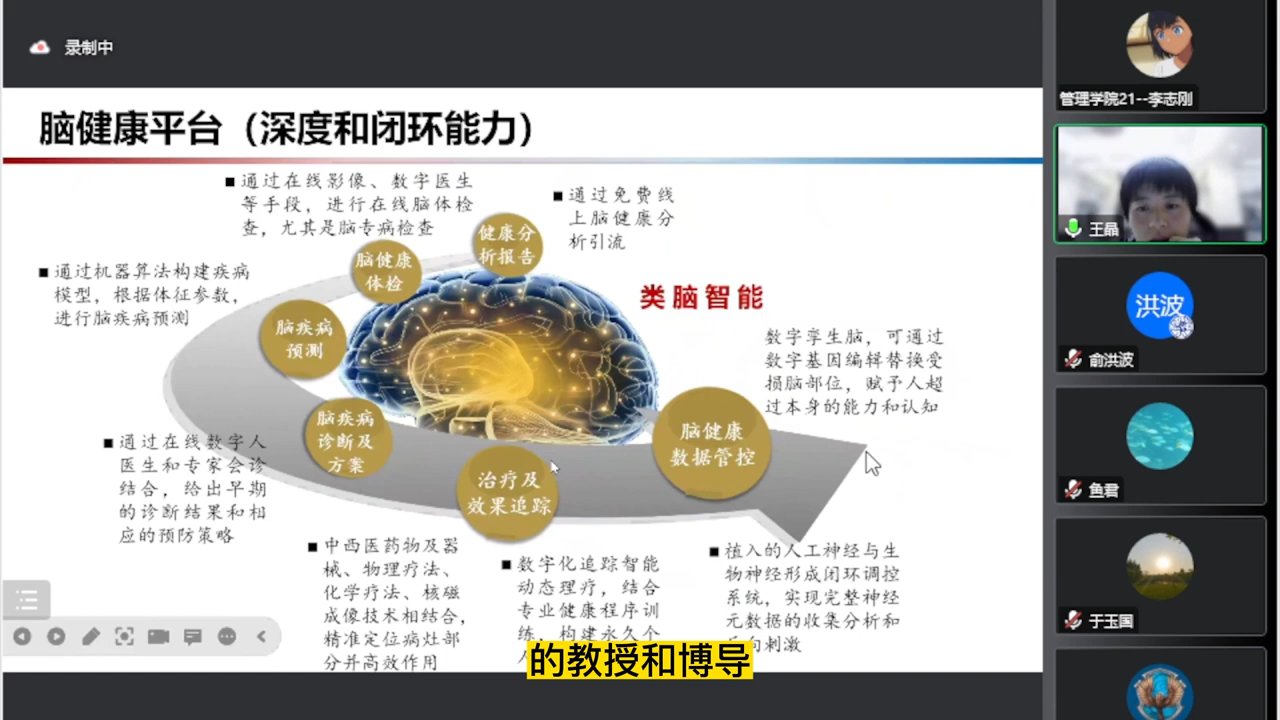 录制中
脑健康平台（深度和闭环能力）
■通过在线影像、数字医生
等手段，进行在线脑体检
查，尤其是脑专病检查
■通过免费线
上脑健康分
析引流
健康分
析报告
脑健康
体检
■通过机器算法构建疾病
模型，根据体征参数，
进行脑疾病预测
脑疾病
预测
类脑智能
数字孪生脑，可通过
数字基因编辑替换受
损脑部位，赋予人超
过本身的能力和认知
脑疾病
诊断及
方案
脑健康
数据管控
■通过在线数字人
医生和专家会诊
结合，给出早期
的诊断结果和相
应的预防策略
治疗及
效果追踪
■中西医药物及器
械、物理疗法、
化学疗法、核磁
成像技术相结合，
精准定位病灶部
分并高效作用
■数字化追踪智能
动态理疗，结合
专业健康程序训
练，构建永久个
■植入的人工神经与生
物神经形成闭环调控
系统，实现完整神经
元数据的收集分析和
向刺激
的教授和博导
管理学院21--李志刚
王晶
洪波
俞洪波
鱼君
于玉国